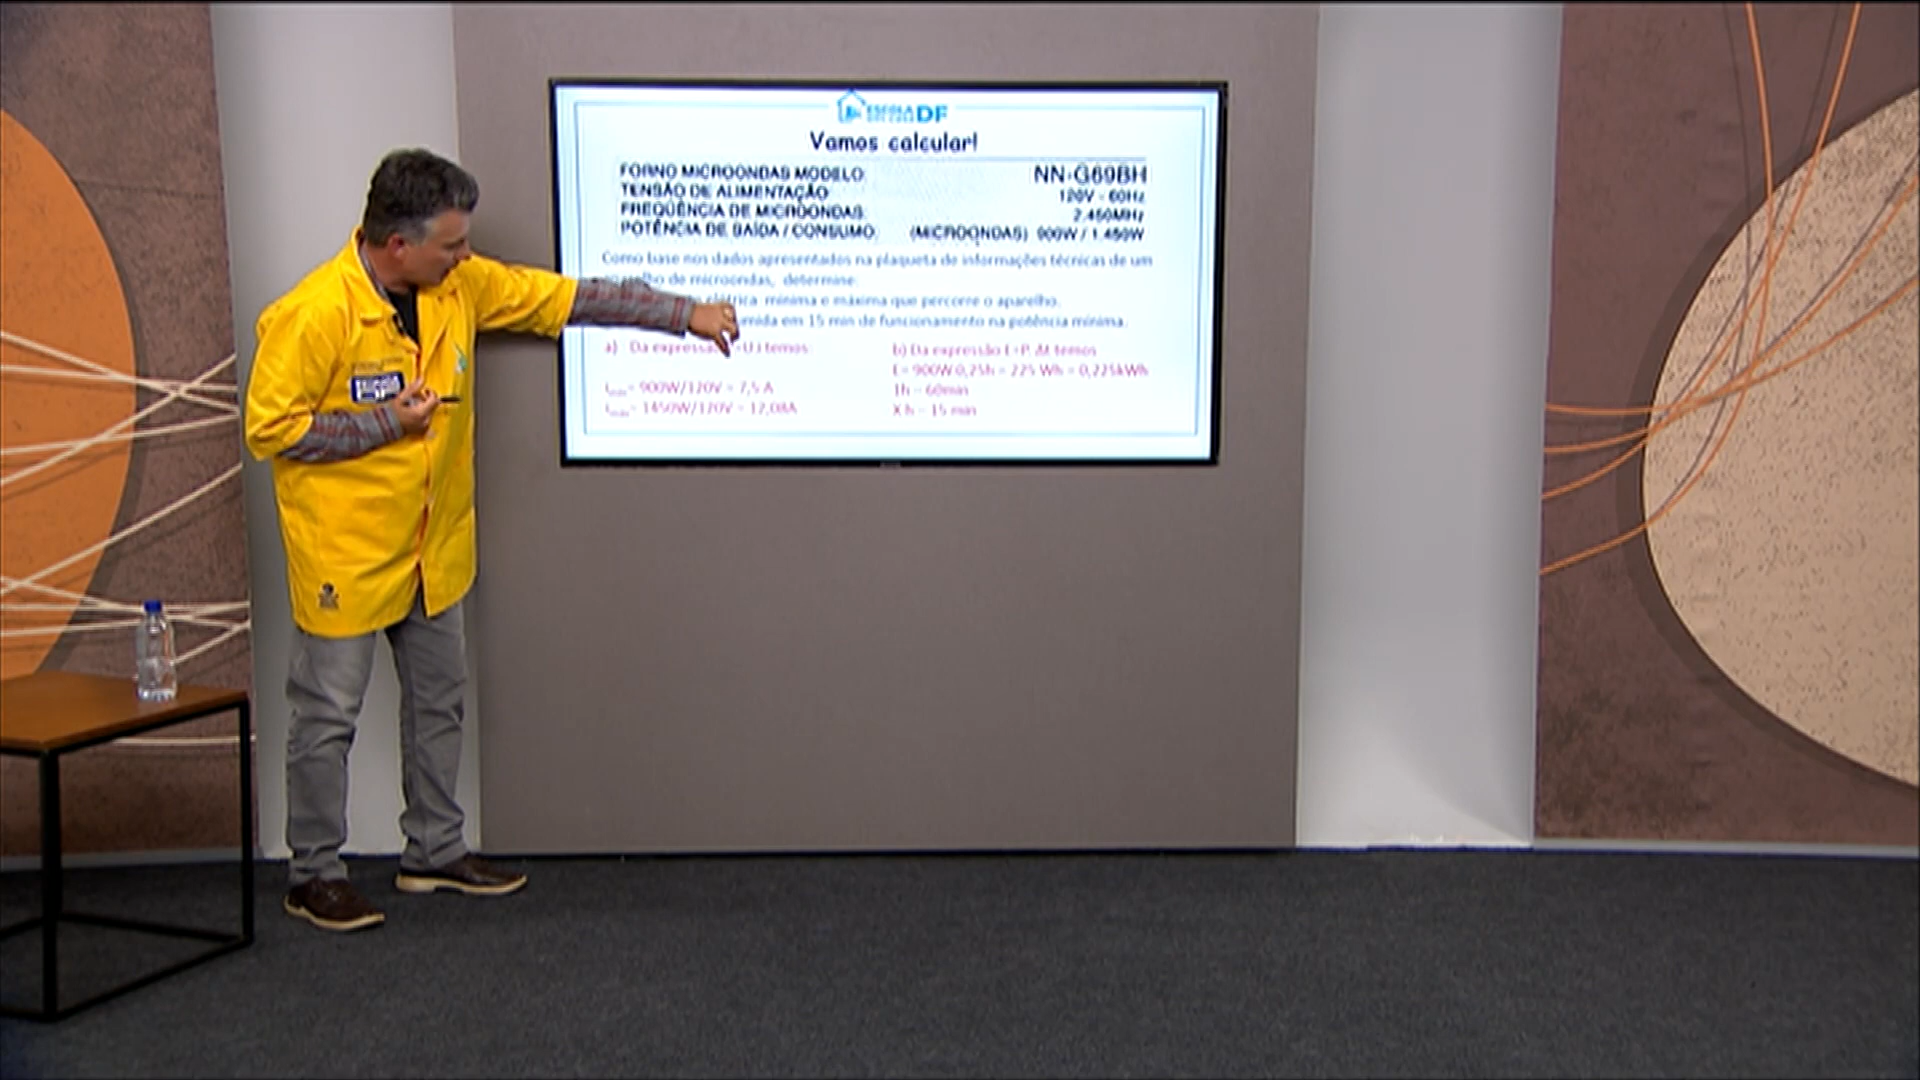 DF
Vamos calcular!
FORNO MICROONDAS MODELO: NN-G69BH
TENSÃO DE ALIMENTAÇÃO: 120V - 60Hz
FREQÜÊNCIA DE MICROONDAS: 2.450MHz
POTÊNCIA DE SAÍDA / CONSUMO: (MICROONDAS) 900W / 1.450W
Como base nos dados apresentados na plaqueta de informações técnicas de um
de microondas, determine:
elétrica mínima e máxima que percorre o aparelho.
em 15 min de funcionamento na potência mínima.
a) Da expressão temos:
b) Da expressão E=P. Δt temos
E= 900W 0,25h = 225 Wh = 0,225kWh
= 900W/120V = 7,5 A
1h - 60min
= 1450W/120V = 12,08A
X h - 15 min